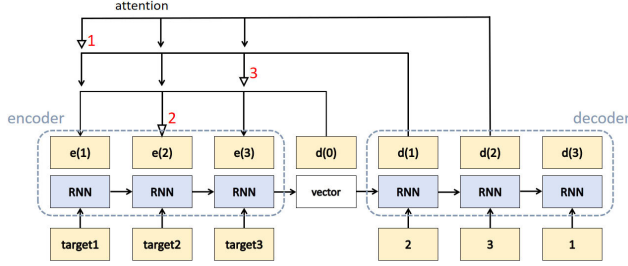 attention
1
3
2
encoder
decoder
e(1) e(2) e(3) d(0) d(1) d(2) d(3)
RNN RNN RNN vector RNN RNN RNN
target1 target2 target3 2 3 1